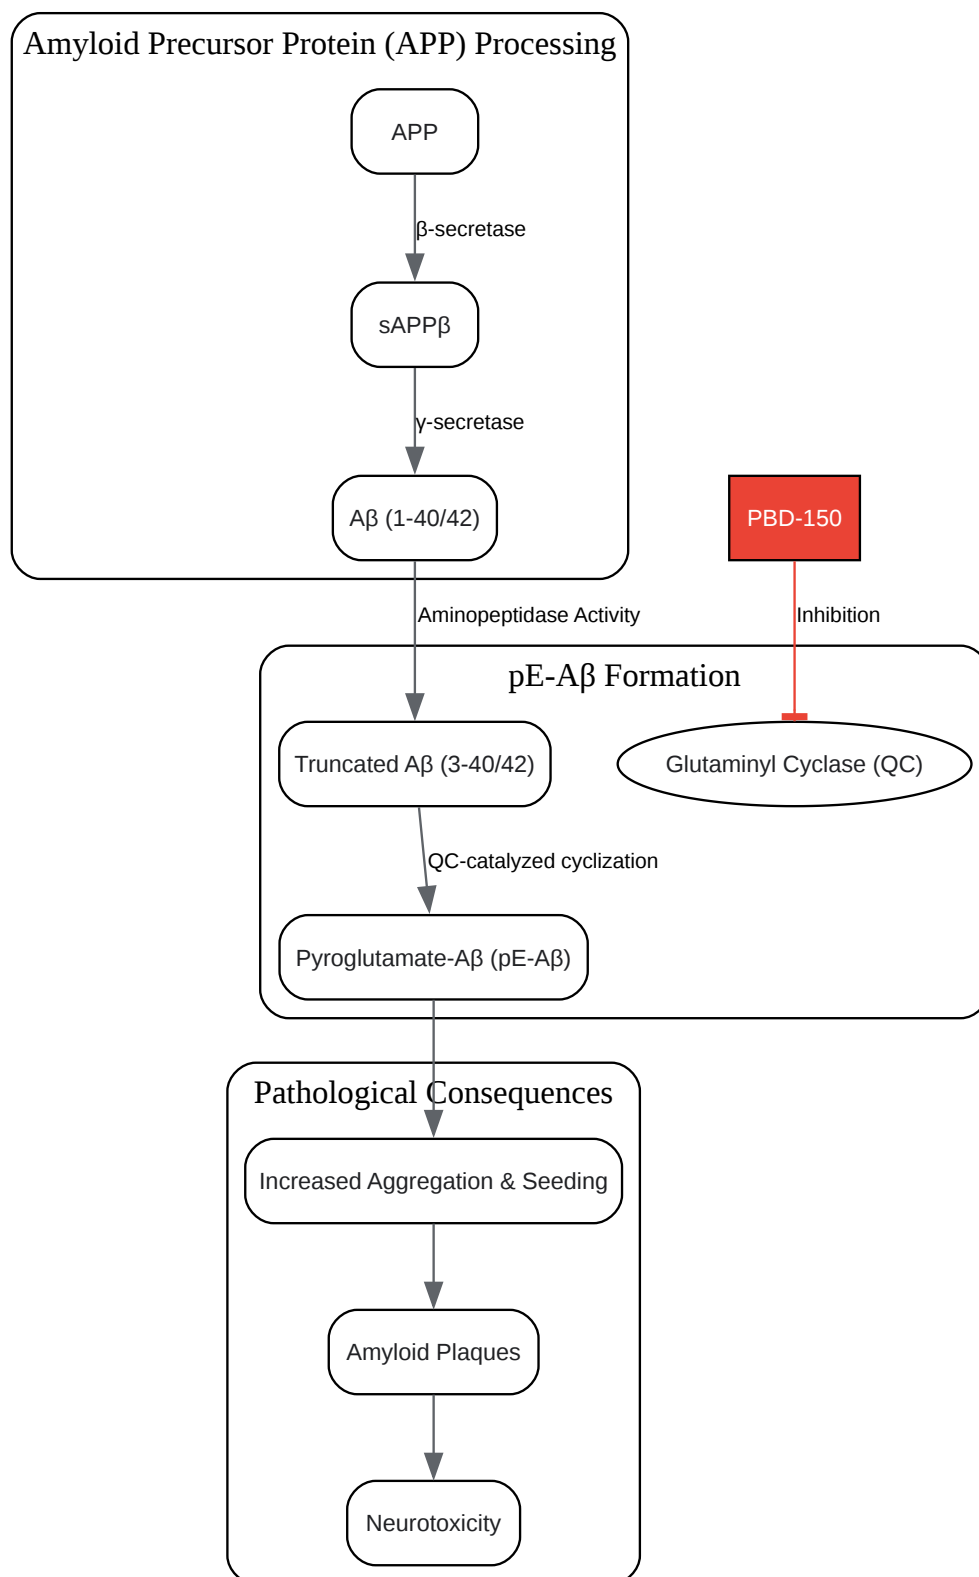 Amyloid Precursor Protein (APP) Processing
APP
β-secretase
sAPPβ
γ-secretase
Aβ (1-40/42)
PBD-150
Aminopeptidase Activity
Inhibition
pE-Aβ Formation
Truncated Aβ (3-40/42)
Glutaminyl Cyclase (QC)
QC-catalyzed cyclization
Pyroglutamate-Aβ (pE-Aβ)
Pathological Consequences
Increased Aggregation & Seeding
Amyloid Plaques
Neurotoxicity